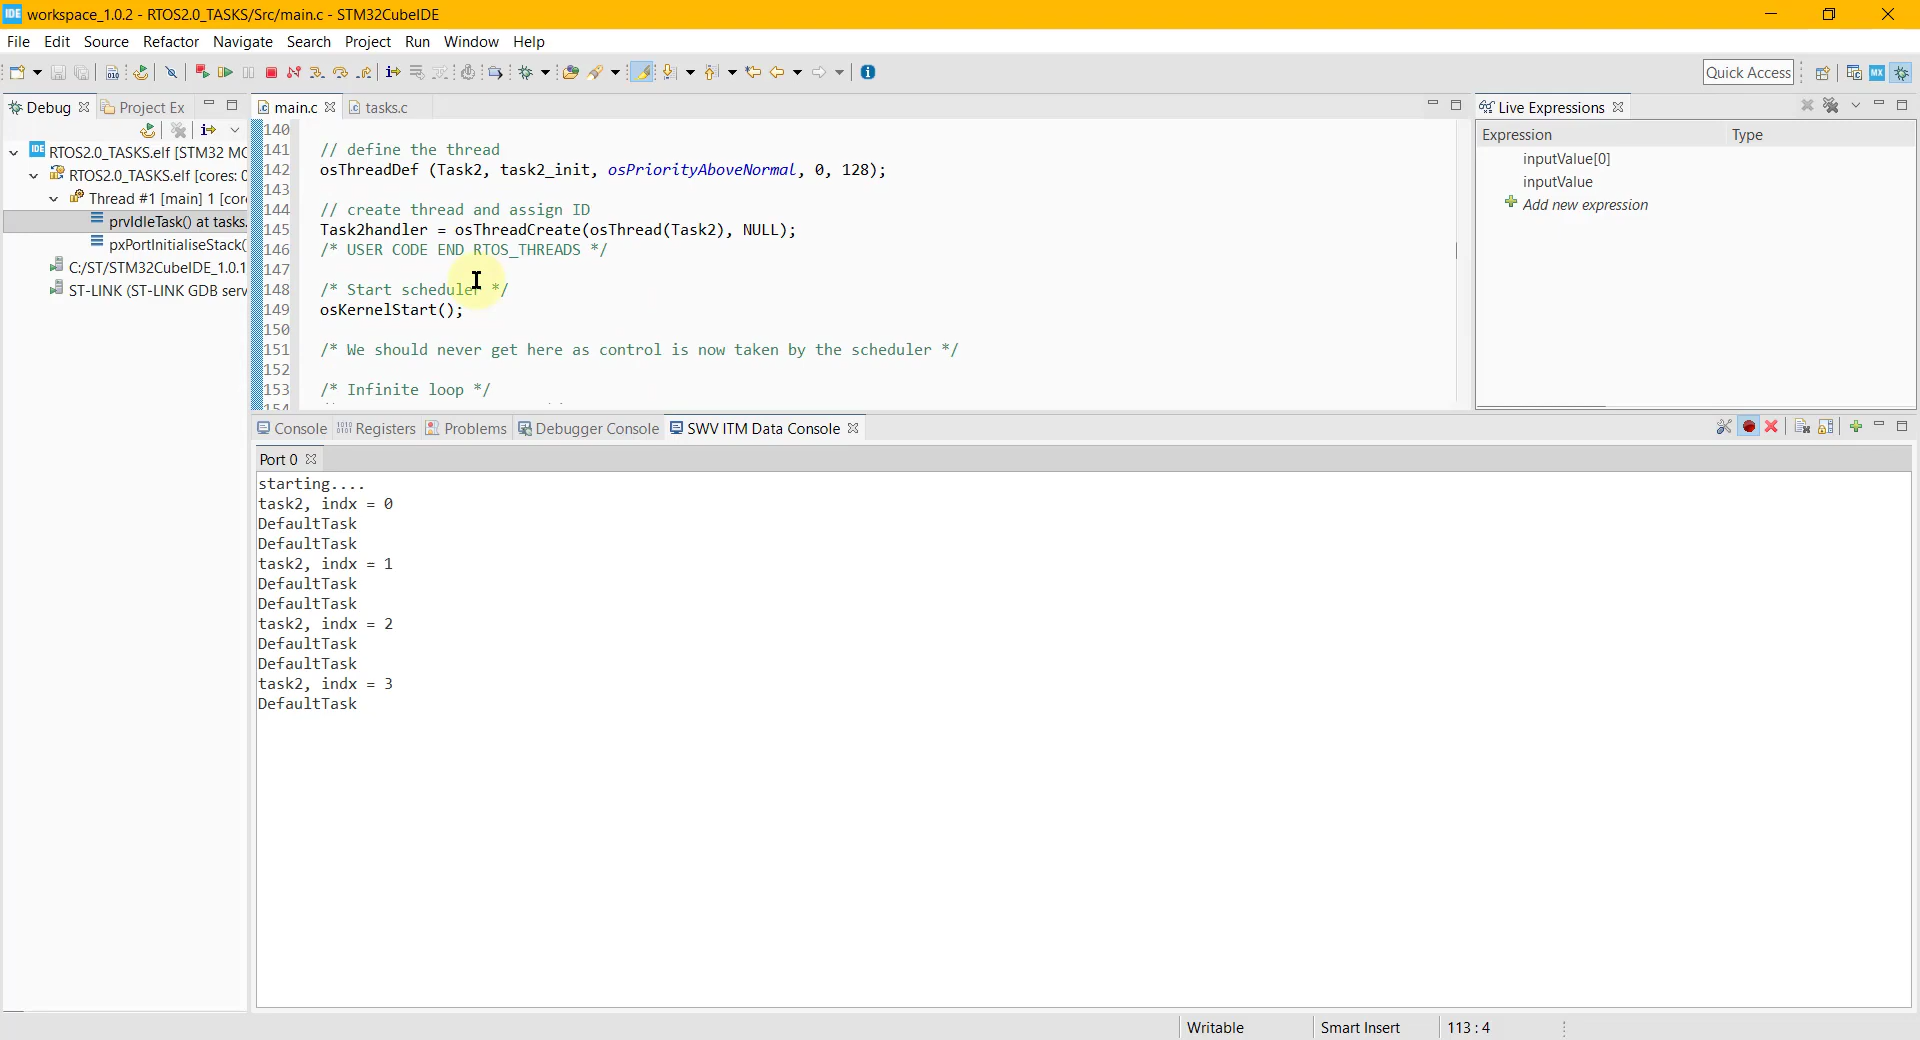 IDE workspace_1.0.2 - RTOS2.0_TASKS/Src/main.c - STM32CubeIDE
File Edit Source Refactor Navigate Search Project Run Window Help
Quick Access
Debug Project Ex
main.c tasks.c
Live Expressions
Expression Type
inputValue[0]
inputValue
Add new expression
RTOS2.0_TASKS.elf [STM32 MC
RTOS2.0_TASKS.elf [cores: 0
Thread #1 [main] 1 [cor
prvIdleTask() at tasks.
pxPortInitialiseStack(
C:/ST/STM32CubeIDE_1.0.1
ST-LINK (ST-LINK GDB serv
140
141 // define the thread
142 osThreadDef (Task2, task2_init, osPriorityAboveNormal, 0, 128);
143
144 // create thread and assign ID
145 Task2handler = osThreadCreate(osThread(Task2), NULL);
146 /* USER CODE END RTOS_THREADS */
147
148 /* Start scheduler */
149 osKernelStart();
150
151 /* We should never get here as control is now taken by the scheduler */
152
153 /* Infinite loop */
154
Console Registers Problems Debugger Console SWV ITM Data Console
Port 0
starting....
task2, indx = 0
DefaultTask
DefaultTask
task2, indx = 1
DefaultTask
DefaultTask
task2, indx = 2
DefaultTask
DefaultTask
task2, indx = 3
DefaultTask
Writable Smart Insert 113 : 4